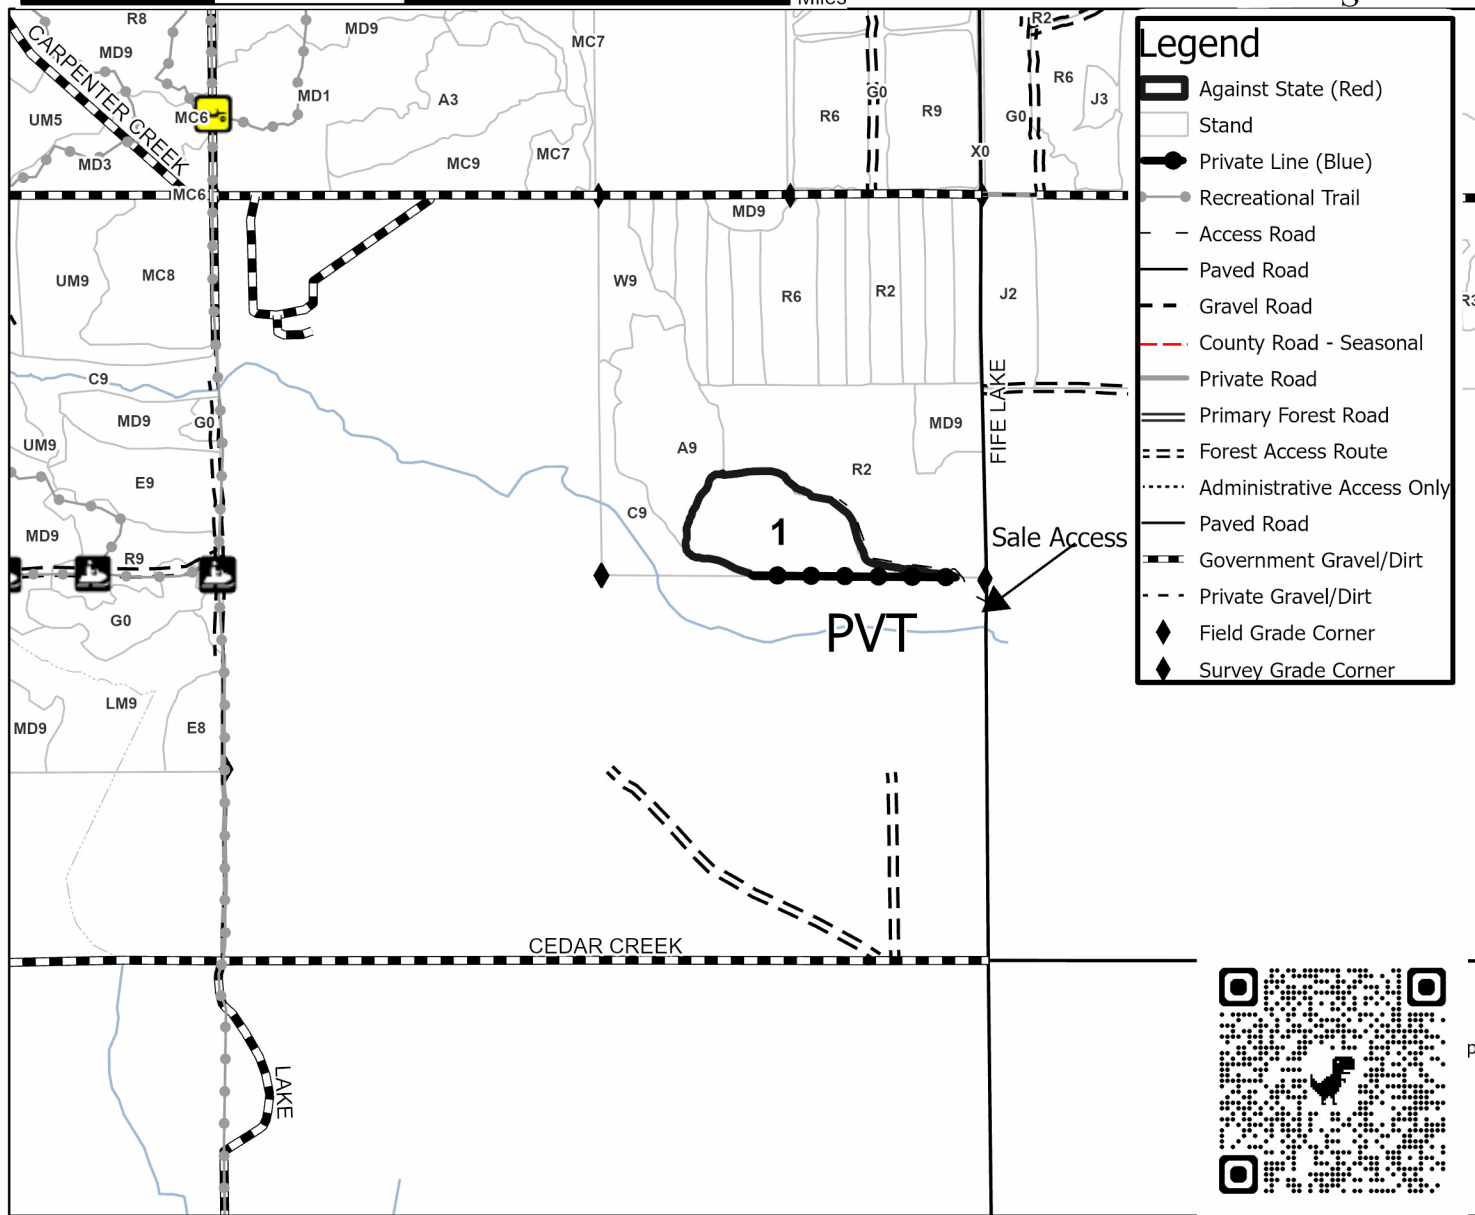 Miles
S
R8
MD9
MC7
R2
CARPENTER CREEK
MD9
MD1
A3
UM5
MC6
MD3
MC9
MC7
R6
G0
R9
G0
R6
J3
X0
MC6
MD9
UM9
MC8
W9
R6
R2
J2
C9
MD9
G0
UM9
E9
A9
R2
MD9
FIFE LAKE
MD9
R9
C9
1
Sale Access
G0
PVT
LM9
MD9
E8
CEDAR CREEK
LAKE
Legend
Against State (Red)
Stand
Private Line (Blue)
Recreational Trail
Access Road
Paved Road
Gravel Road
County Road - Seasonal
Private Road
Primary Forest Road
Forest Access Route
Administrative Access Only
Paved Road
Government Gravel/Dirt
Private Gravel/Dirt
Field Grade Corner
Survey Grade Corner